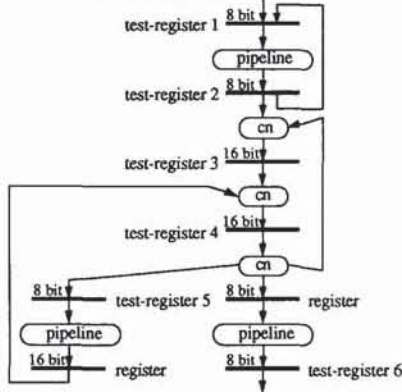 8 bit
test-register 1
pipeline
8 bit
test-register 2
cn
16 bit
test-register 3
cn
16 bit
test-register 4
cn
8 bit
test-register 5
8 bit
register
pipeline
pipeline
16 bit
register
8 bit
test-register 6